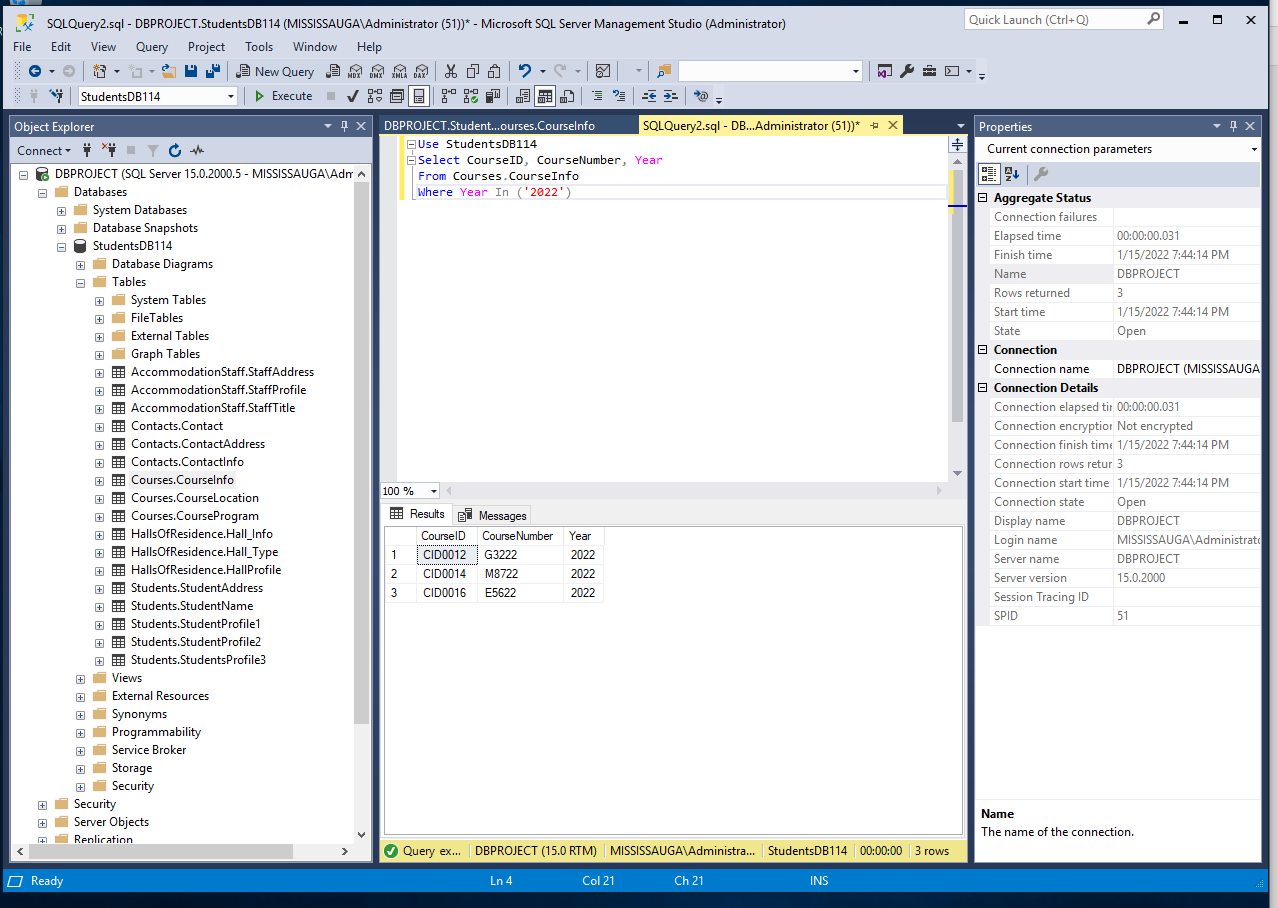 SQLQuery2.sql - DBPROJECT.StudentsDB114 (MISSISSAUGA\Administrator (51))* - Microsoft SQL Server Management Studio (Administrator)
Quick Launch (Ctrl+Q)
File Edit View Query Project Tools Window Help
New Query
MDX DMX XMLA DAX
StudentsDB114
Execute
Object Explorer
Connect
DBPROJECT (SQL Server 15.0.2000.5 - MISSISSAUGA\Adm
Databases
System Databases
Database Snapshots
StudentsDB114
Database Diagrams
Tables
System Tables
FileTables
External Tables
Graph Tables
AccommodationStaff.StaffAddress
AccommodationStaff.StaffProfile
AccommodationStaff.StaffTitle
Contacts.Contact
Contacts.ContactAddress
Contacts.ContactInfo
Courses.CourseInfo
Courses.CourseLocation
Courses.CourseProgram
HallsOfResidence.Hall_Info
HallsOfResidence.Hall_Type
HallsOfResidence.HallProfile
Students.StudentAddress
Students.StudentName
Students.StudentProfile1
Students.StudentProfile2
Students.StudentsProfile3
Views
External Resources
Synonyms
Programmability
Service Broker
Storage
Security
Security
Server Objects
Replication
DBPROJECT.Student...ourses.CourseInfo
SQLQuery2.sql - DB...Administrator (51))*
Use StudentsDB114
Select CourseID, CourseNumber, Year
From Courses.CourseInfo
Where Year In ('2022')
100 %
Results Messages
CourseID CourseNumber Year
1 CID0012 G3222 2022
2 CID0014 M8722 2022
3 CID0016 E5622 2022
Query ex... DBPROJECT (15.0 RTM) MISSISSAUGA\Administra... StudentsDB114 00:00:00 3 rows
Properties
Current connection parameters
Aggregate Status
Connection failures
Elapsed time 00:00:00.031
Finish time 1/15/2022 7:44:14 PM
Name DBPROJECT
Rows returned 3
Start time 1/15/2022 7:44:14 PM
State Open
Connection
Connection name DBPROJECT (MISSISSAUGA
Connection Details
Connection elapsed tir 00:00:00.031
Connection encryption Not encrypted
Connection finish time 1/15/2022 7:44:14 PM
Connection rows retur 3
Connection start time 1/15/2022 7:44:14 PM
Connection state Open
Display name DBPROJECT
Login name MISSISSAUGA\Administrato
Server name DBPROJECT
Server version 15.0.2000
Session Tracing ID
SPID 51
Name
The name of the connection.
Ready Ln 4 Col 21 Ch 21 INS